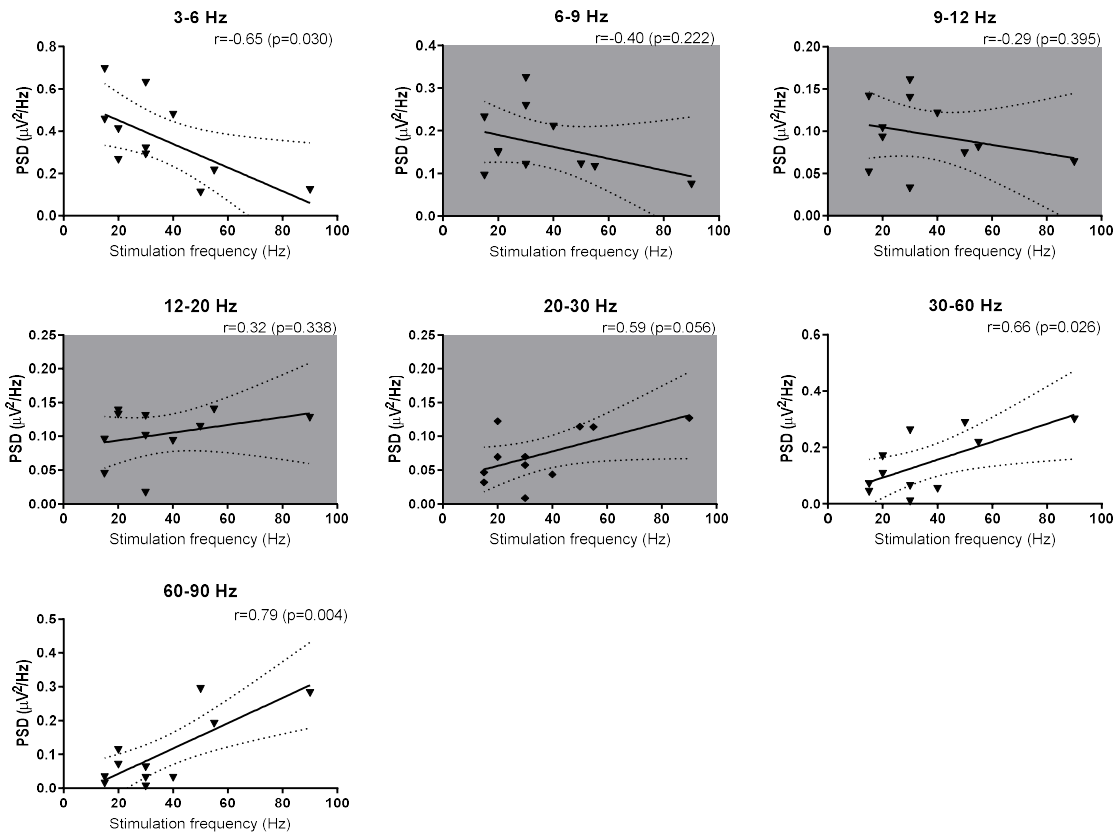 3-6 Hz
r=-0.65 (p=0.030)
0.8
0.6
0.4
0.2
0.0
PSD (μV²/Hz)
0 20 40 60 80 100
Stimulation frequency (Hz)
6-9 Hz
r=-0.40 (p=0.222)
0.4
0.3
0.2
0.1
0.0
PSD (μV²/Hz)
0 20 40 60 80 100
Stimulation frequency (Hz)
9-12 Hz
r=-0.29 (p=0.395)
0.20
0.15
0.10
0.05
0.00
PSD (μV²/Hz)
0 20 40 60 80 100
Stimulation frequency (Hz)
12-20 Hz
r=0.32 (p=0.338)
0.25
0.20
0.15
0.10
0.05
0.00
PSD (μV²/Hz)
0 20 40 60 80 100
Stimulation frequency (Hz)
20-30 Hz
r=0.59 (p=0.056)
0.25
0.20
0.15
0.10
0.05
0.00
PSD (μV²/Hz]
0 20 40 60 80 100
Stimulation frequency (Hz)
30-60 Hz
r=0.66 (p=0.026)
0.6
0.4
0.2
0.0
PSD (μV²/Hz)
0 20 40 60 80 100
Stimulation frequency (Hz)
60-90 Hz
r=0.79 (p=0.004)
0.5
0.4
0.3
0.2
0.1
0.0
PSD (μV²/Hz)
0 20 40 60 80 100
Stimulation frequency (Hz)